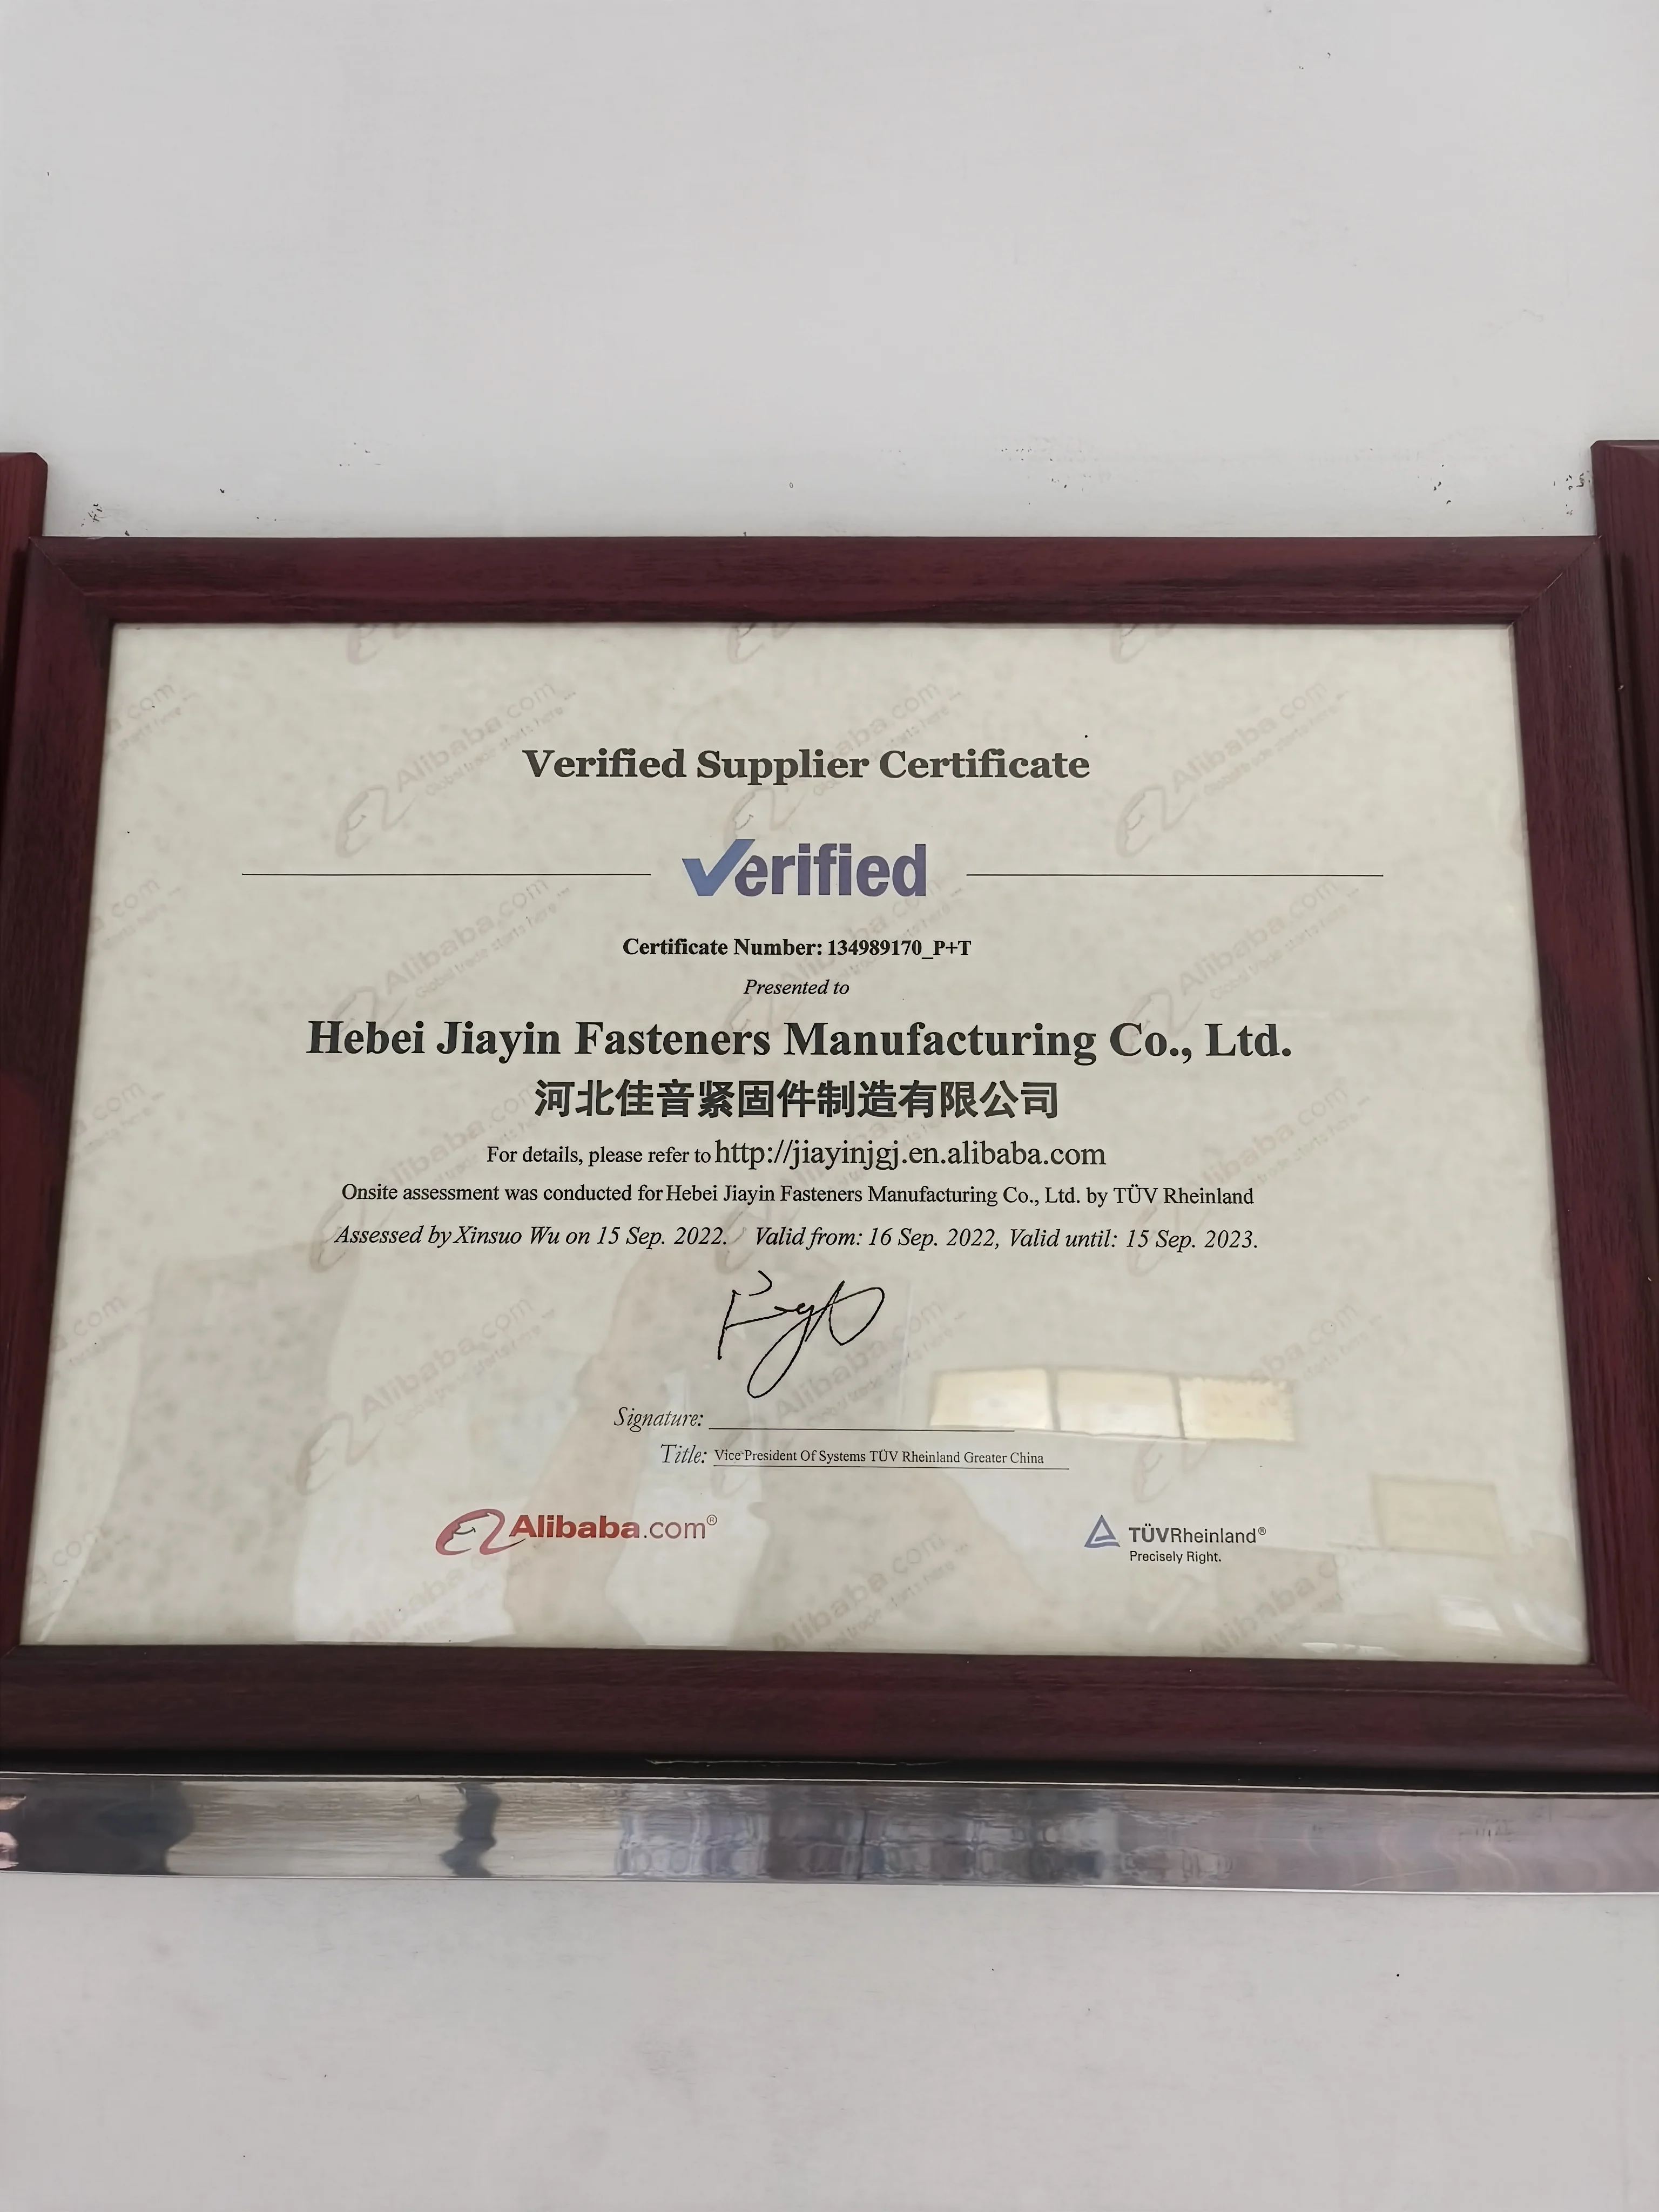 Verified Supplier Certificate
Verified
Certificate Number: 134989170_P+T
Presented to
Hebei Jiayin Fasteners Manufacturing Co., Ltd.
河北佳音紧固件制造有限公司
For details, please refer to http://jiayinjgj.en.alibaba.com
Onsite assessment was conducted for Hebei Jiayin Fasteners Manufacturing Co., Ltd. by TÜV Rheinland
Assessed by Xinsuo Wu on 15 Sep. 2022. Valid from: 16 Sep. 2022, Valid until: 15 Sep. 2023.
Signature:
Title: Vice President Of Systems TÜV Rheinland Greater China
Alibaba.com®
TÜVRheinland®
Precisely Right.